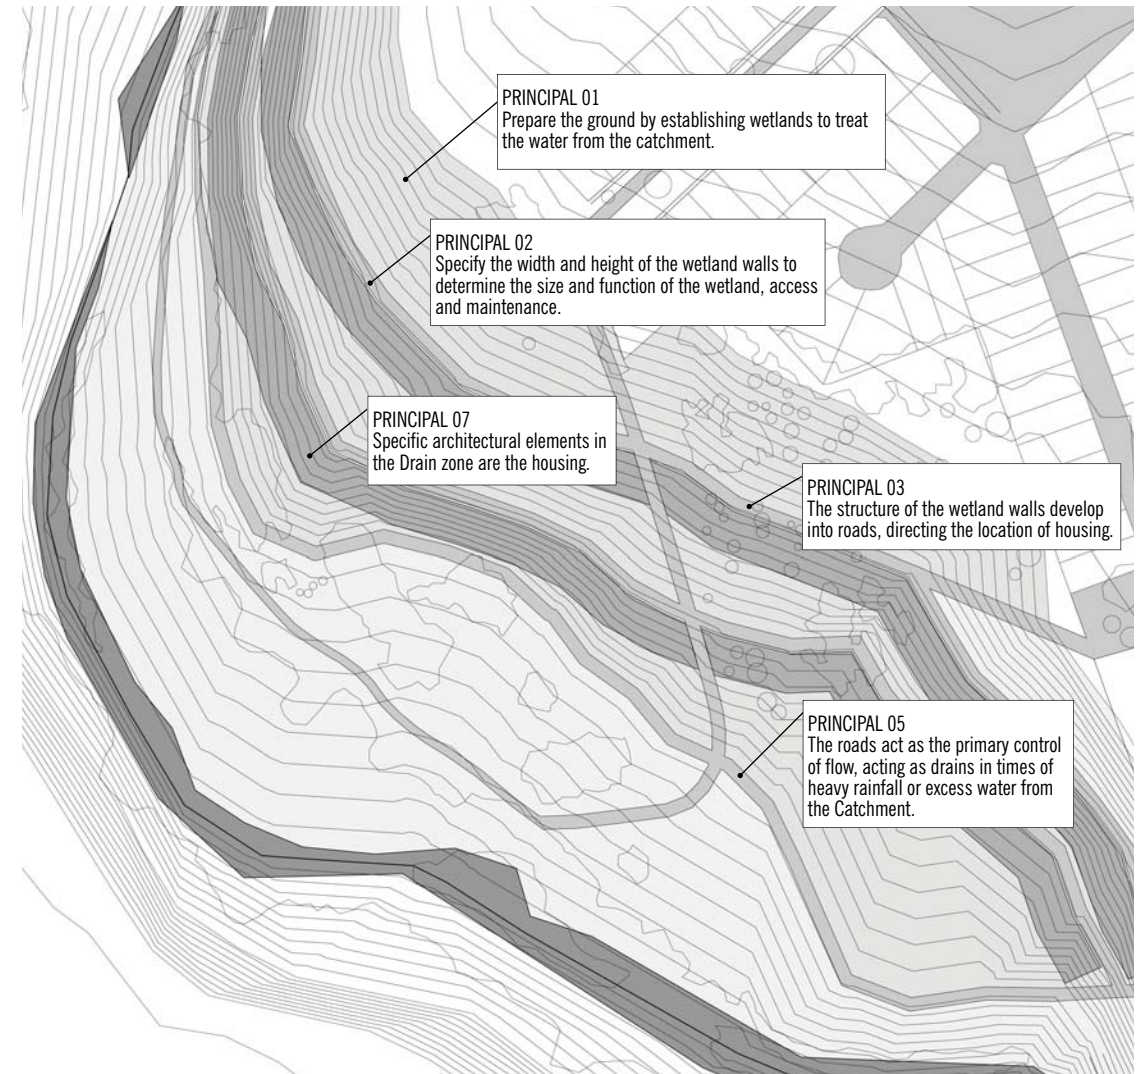 PRINCIPAL 01
Prepare the ground by establishing wetlands to treat
the water from the catchment.
PRINCIPAL 02
Specify the width and height of the wetland walls to
determine the size and function of the wetland, access
and maintenance.
PRINCIPAL 07
Specific architectural elements in
the Drain zone are the housing.
PRINCIPAL 03
The structure of the wetland walls develop
into roads, directing the location of housing.
PRINCIPAL 05
The roads act as the primary control
of flow, acting as drains in times of
heavy rainfall or excess water from
the Catchment.